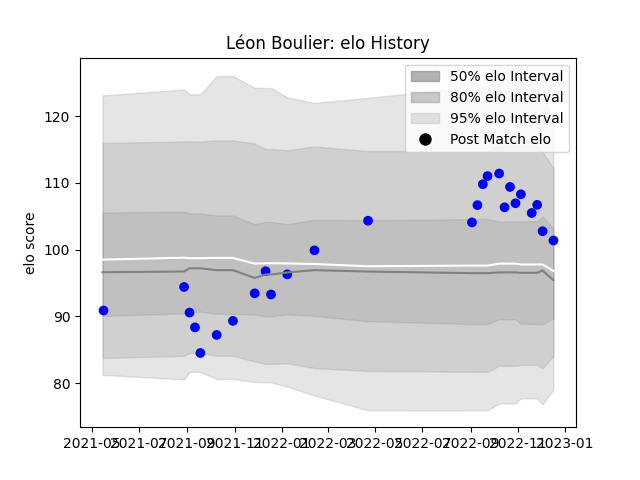 Léon Boulier: elo History
50% elo Interval
80% elo Interval
95% elo Interval
Post Match elo
elo score
120
110
100
90
80
2021-05 2021-07 2021-09 2021-11 2022-01 2022-03 2022-05 2022-07 2022-09 2022-11 2023-01